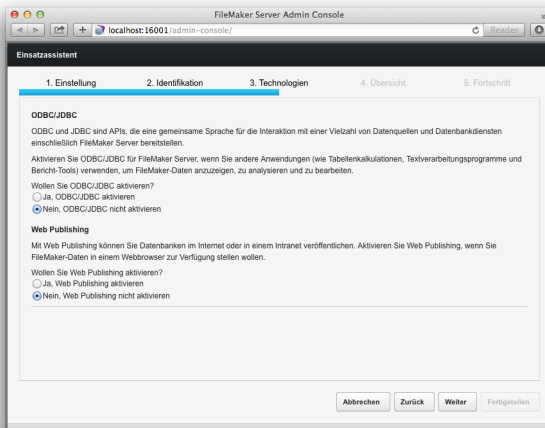 FileMaker Server Admin Console
localhost:16001/admin-console/
Reader
Einsatzassistent
1. Einstellung
2. Identifikation
3. Technologien
4. Übersicht
5. Fortschritt
ODBC/JDBC
ODBC und JDBC sind APIs, die eine gemeinsame Sprache für die Interaktion mit einer Vielzahl von Datenquellen und Datenbankdiensten
einschließlich FileMaker Server bereitstellen.
Aktivieren Sie ODBC/JDBC für FileMaker Server, wenn Sie andere Anwendungen (wie Tabellenkalkulationen, Textverarbeitungsprogramme und
Bericht-Tools) verwenden, um FileMaker-Daten anzuzeigen, zu analysieren und zu bearbeiten.
Wollen Sie ODBC/JDBC aktivieren?
Ja, ODBC/JDBC aktivieren
Nein, ODBC/JDBC nicht aktivieren
Web Publishing
Mit Web Publishing können Sie Datenbanken im Internet oder in einem Intranet veröffentlichen. Aktivieren Sie Web Publishing, wenn Sie
FileMaker-Daten in einem Webbrowser zur Verfügung stellen wollen.
Wollen Sie Web Publishing aktivieren?
Ja, Web Publishing aktivieren
Nein, Web Publishing nicht aktivieren
Abbrechen
Zurück
Weiter
Fertigstellen